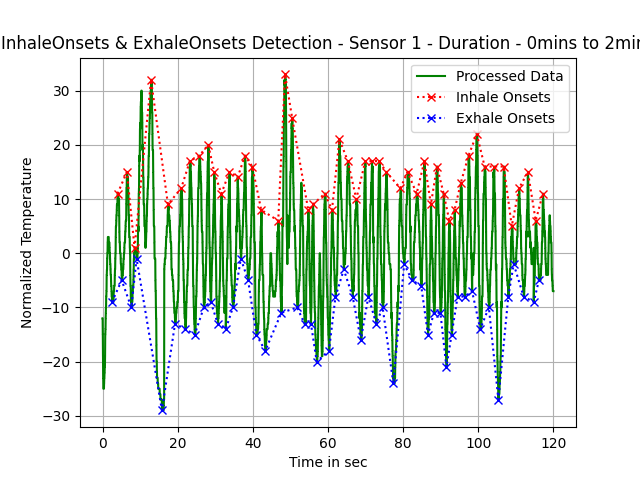 InhaleOnsets & ExhaleOnsets Detection - Sensor 1 - Duration - 0mins to 2min
Processed Data
Inhale Onsets
Exhale Onsets
Normalized Temperature
30
20
10
0
−10
−20
−30
0 20 40 60 80 100 120
Time in sec